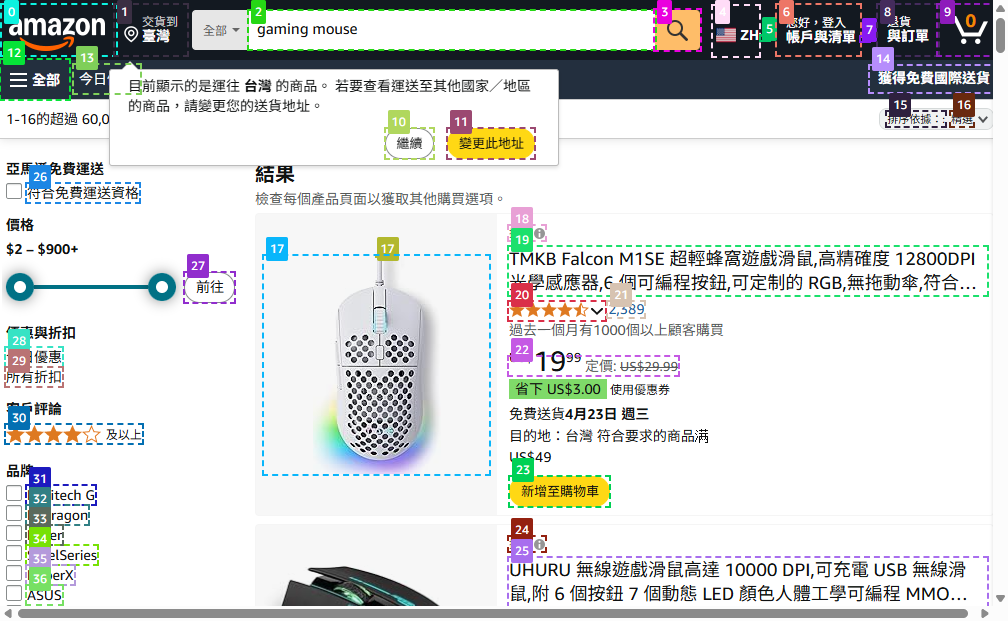 amazon
交貨到
臺灣
全部
gaming mouse
ZH
您好，登入
帳戶與清單
退貨
與訂單
0
全部
今日
獲得免費國際送貨
目前顯示的是運往 台灣 的商品。 若要查看運送至其他國家／地區
的商品，請變更您的送貨地址。
繼續
變更此地址
1-16的超過 60,0
排序依據：
精選
亞馬遜免費運送
符合免費運送資格
價格
$2 – $900+
前往
優惠與折扣
日優惠
所有折扣
客戶評論
及以上
品牌
itech G
ragon
er
elSeries
erX
ASUS
結果
檢查每個產品頁面以獲取其他購買選項。
TMKB Falcon M1SE 超輕蜂窩遊戲滑鼠,高精確度 12800DPI
光學感應器,6 個可編程按鈕,可定制的 RGB,無拖動傘,符合…
2,389
過去一個月有1000個以上顧客購買
19
99
定價: US$29.99
省下 US$3.00 使用優惠券
免費送貨4月23日 週三
目的地：台灣 符合要求的商品满
US$49
新增至購物車
UHURU 無線遊戲滑鼠高達 10000 DPI,可充電 USB 無線滑
鼠,附 6 個按鈕 7 個動態 LED 顏色人體工學可編程 MMO…
0
1
2
3
4
5
6
7
8
9
10
11
12
13
14
15
16
17
17
18
19
20
21
22
23
24
25
26
27
28
29
30
31
32
33
34
35
36